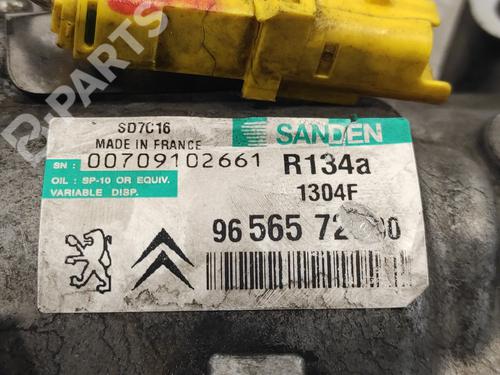 B-PARTS
SD7C16
MADE IN FRANCE
SANDEN
SN : 00709102661
R134a
OIL : SP-10 OR EQUIV.
VARIABLE DISP.
1304F
96 565 72